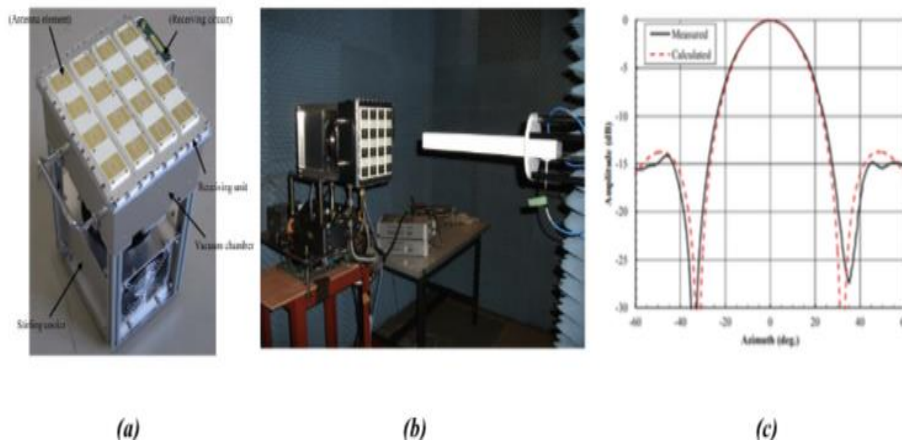 (Antenna element)
(Receiving circuit)
Receiving unit
Vacuum chamber
Stirling cooler
Measured
Calculated
0
-5
-10
-15
-20
-25
-30
Amplitude (dB)
-60
-40
-20
0
20
40
60
Azimuth (deg.)
(a)
(b)
(c)